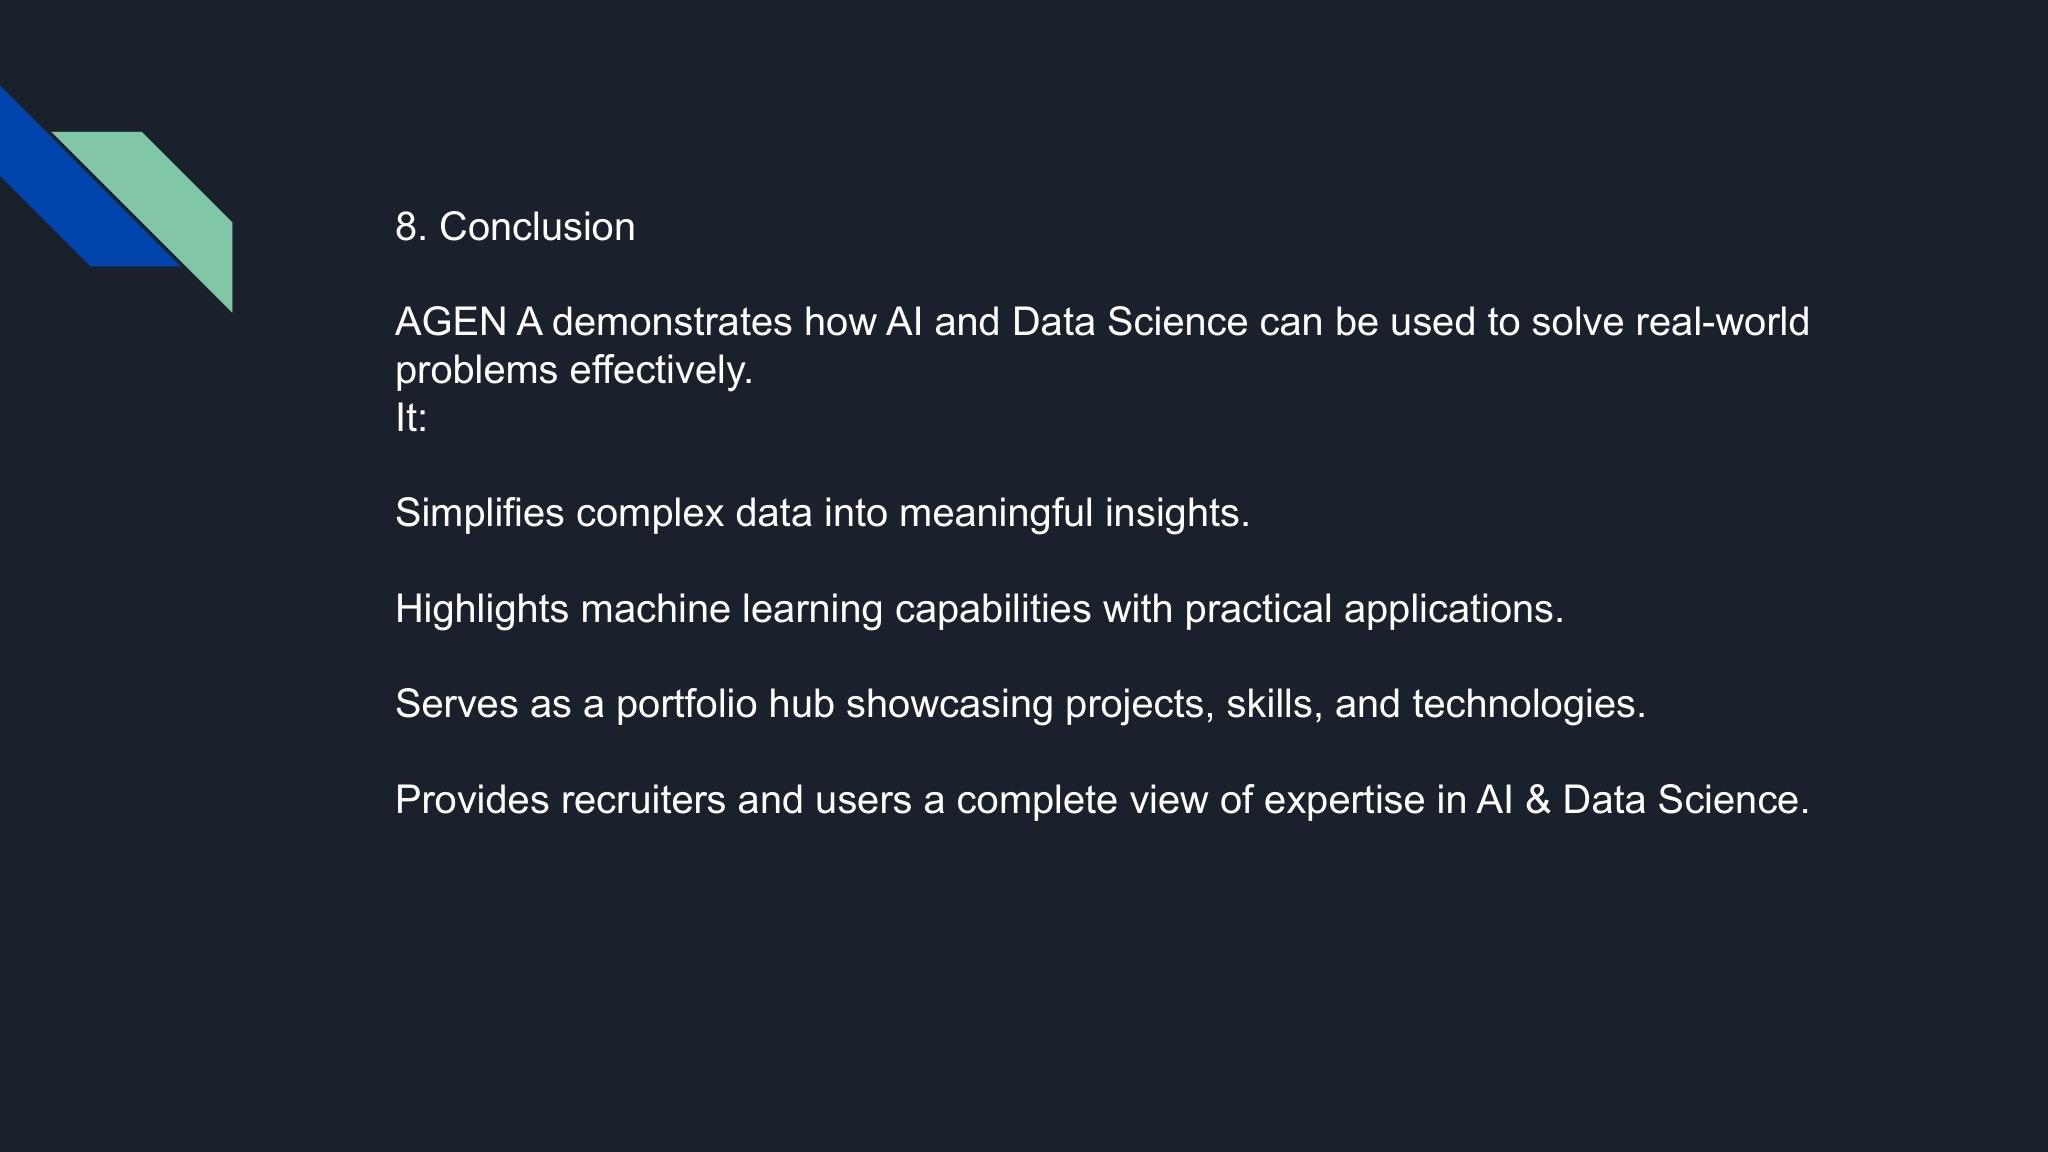 8. Conclusion
AGEN A demonstrates how AI and Data Science can be used to solve real-world
problems effectively.
It:
Simplifies complex data into meaningful insights.
Highlights machine learning capabilities with practical applications.
Serves as a portfolio hub showcasing projects, skills, and technologies.
Provides recruiters and users a complete view of expertise in AI & Data Science.